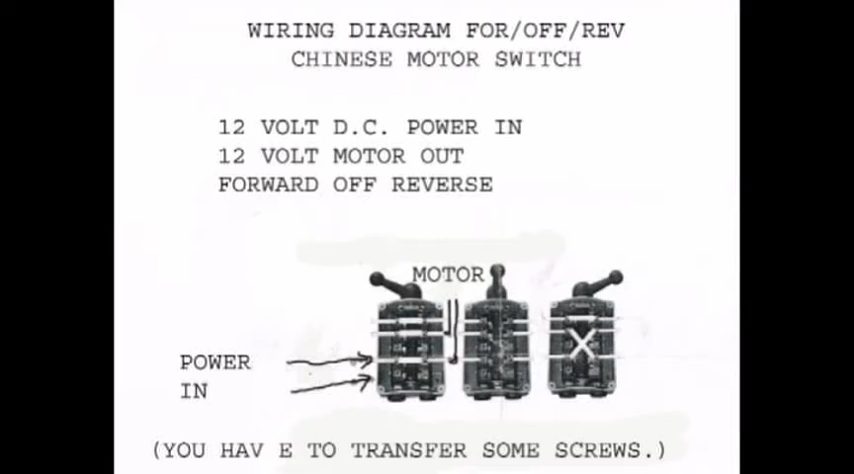 WIRING DIAGRAM FOR/OFF/REV
CHINESE MOTOR SWITCH
12 VOLT D.C. POWER IN
12 VOLT MOTOR OUT
FORWARD OFF REVERSE
MOTOR
POWER
IN
(YOU HAV E TO TRANSFER SOME SCREWS.)